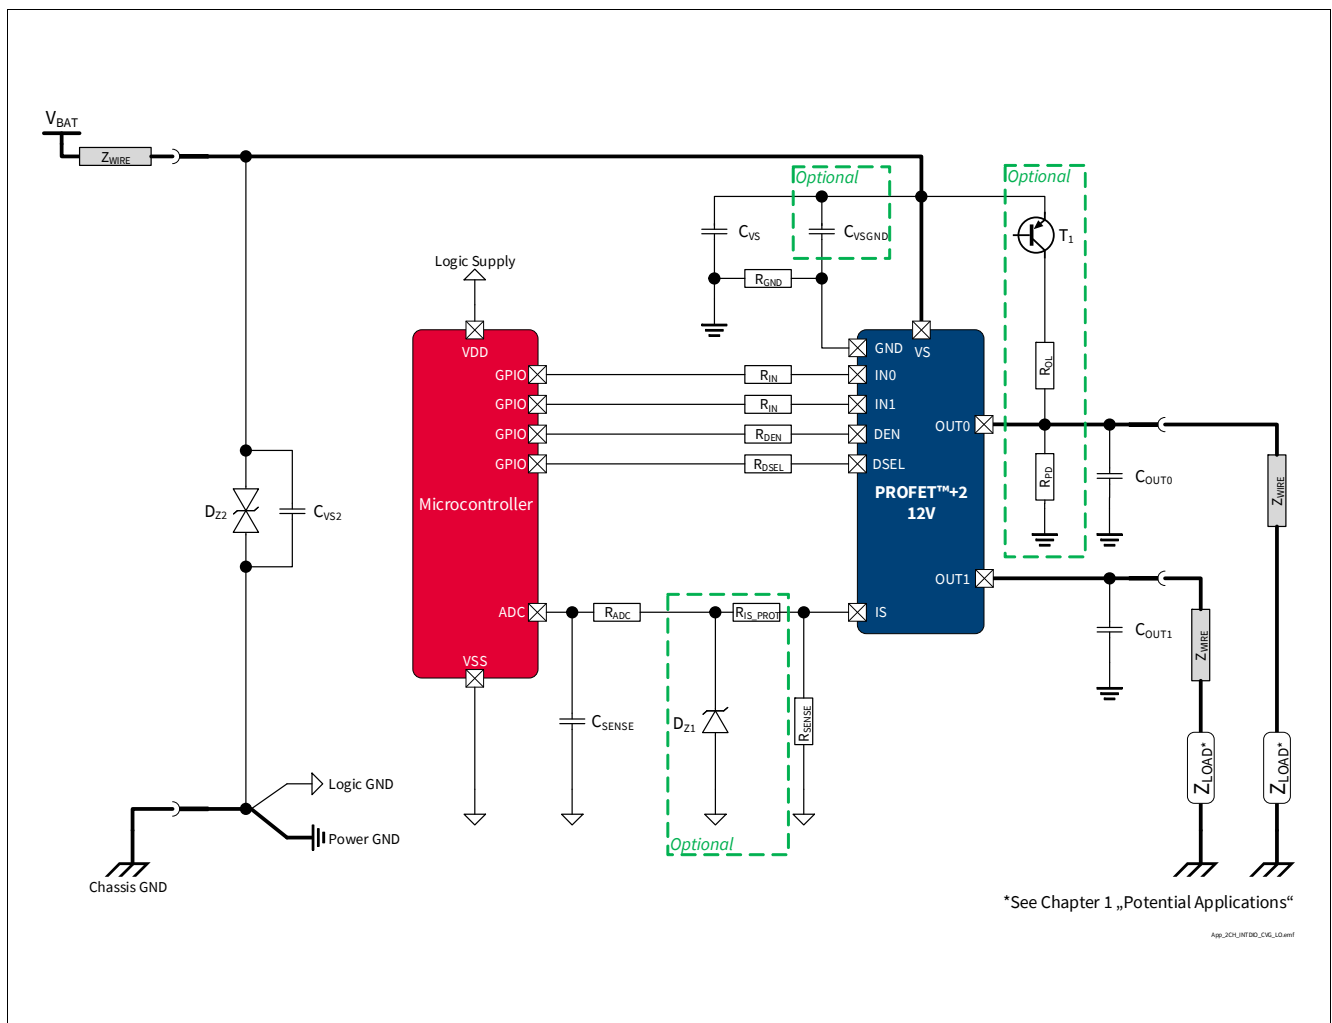 VBAT
ZWIRE
Optional
Optional
CVS
CVSGND
T1
Logic Supply
RGND
VDD
GND
VS
GPIO
RIN
IN0
ROL
GPIO
RIN
IN1
GPIO
RDEN
DEN
OUT0
GPIO
RDSEL
DSEL
RPD
COUT0
ZWIRE
Microcontroller
PROFET™+2
12V
DZ2
CVS2
OUT1
ADC
RADC
RIS_PROT
IS
COUT1
ZWIRE
VSS
CSENSE
DZ1
RSENSE
ZLOAD*
ZLOAD*
Logic GND
Power GND
Optional
Chassis GND
*See Chapter 1 „Potential Applications“
App_2CH_INTDIO_CVG_LO.emf